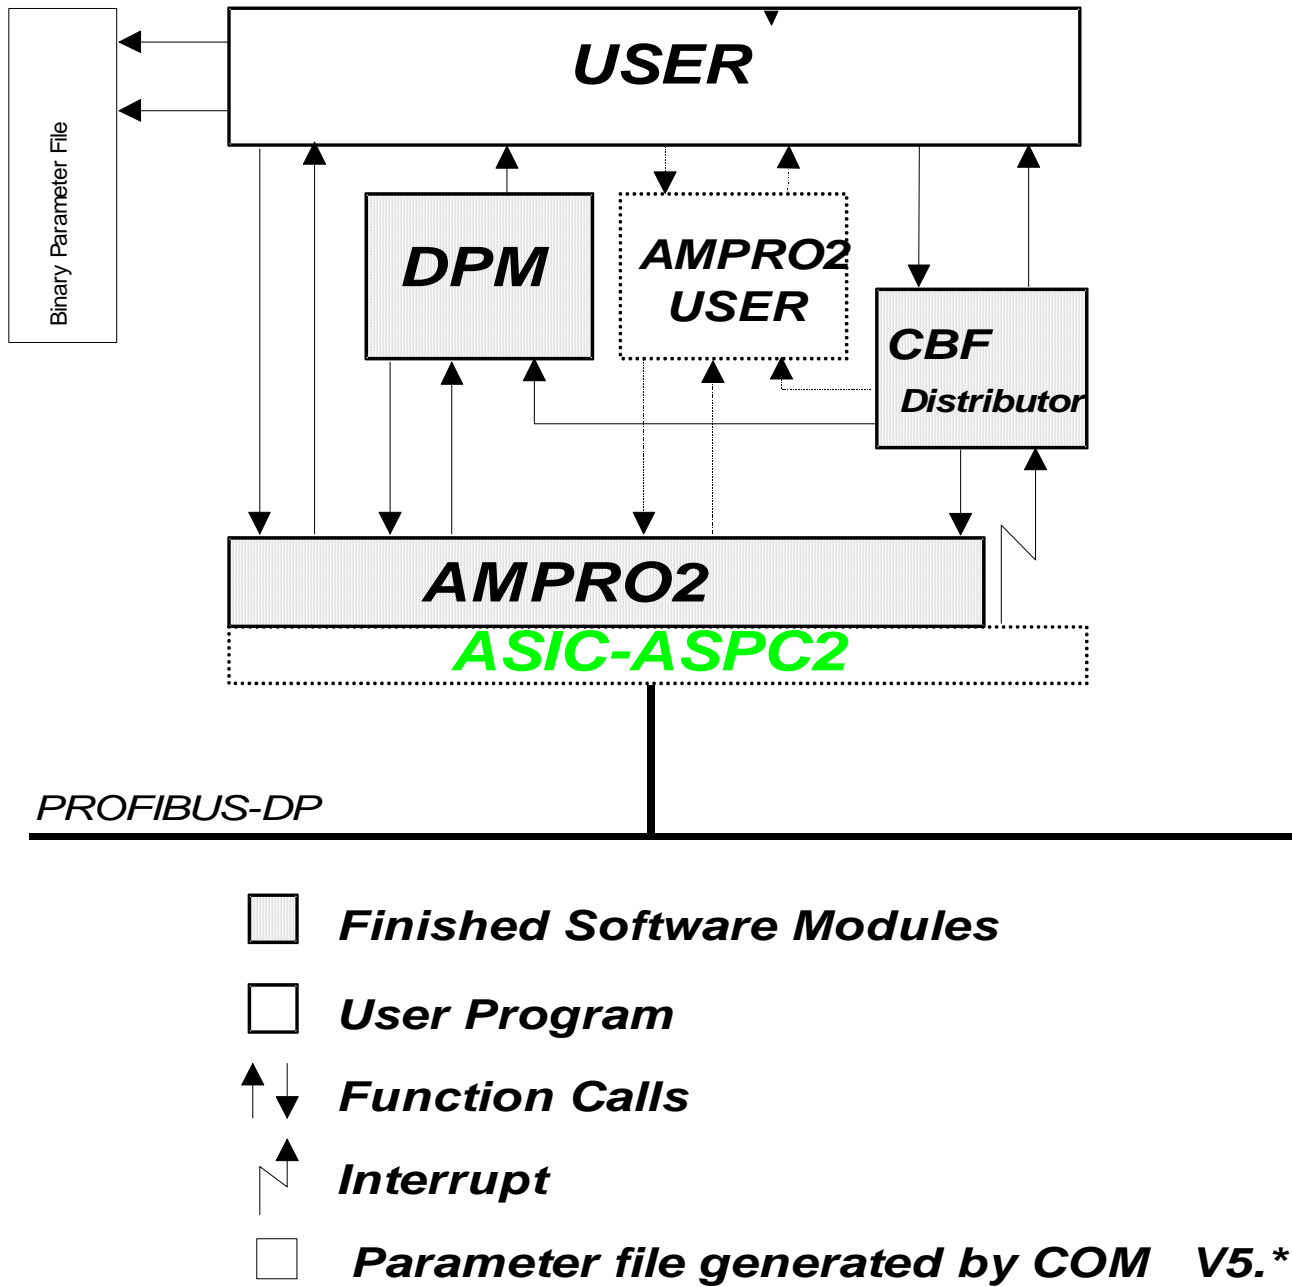 USER
Binary Parameter File
DPM
AMPRO2
USER
CBF
Distributor
AMPRO2
ASIC-ASPC2
PROFIBUS-DP
Finished Software Modules
User Program
Function Calls
Interrupt
Parameter file generated by COM V5.*